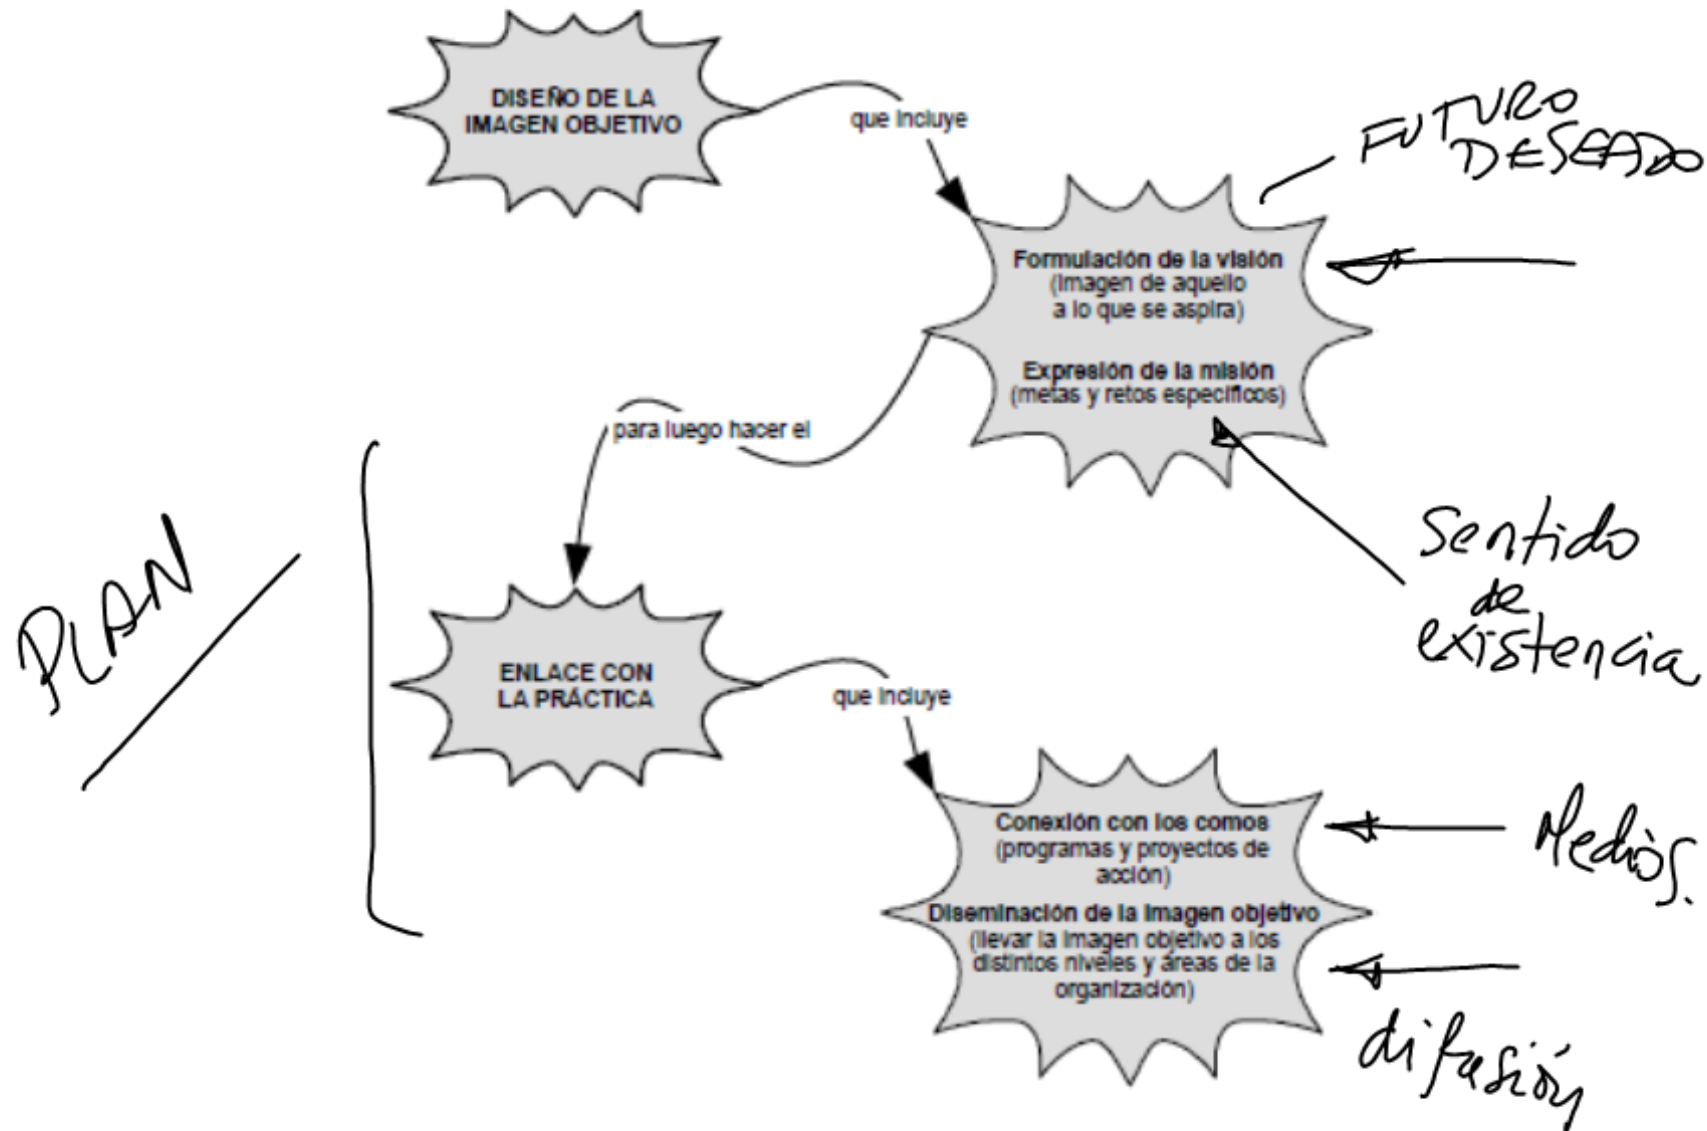 DISEÑO DE LA
IMAGEN OBJETIVO
que incluye
FUTURO
DESEADO
Formulación de la visión
(imagen de aquello
a lo que se aspira)
Expresión de la misión
(metas y retos específicos)
para luego hacer el
Sentido
de
existencia
PLAN
ENLACE CON
LA PRÁCTICA
que incluye
Conexión con los comos
(programas y proyectos de
acción)
Medios.
Diseminación de la imagen objetivo
(llevar la imagen objetivo a los
distintos niveles y áreas de la
organización)
difusión